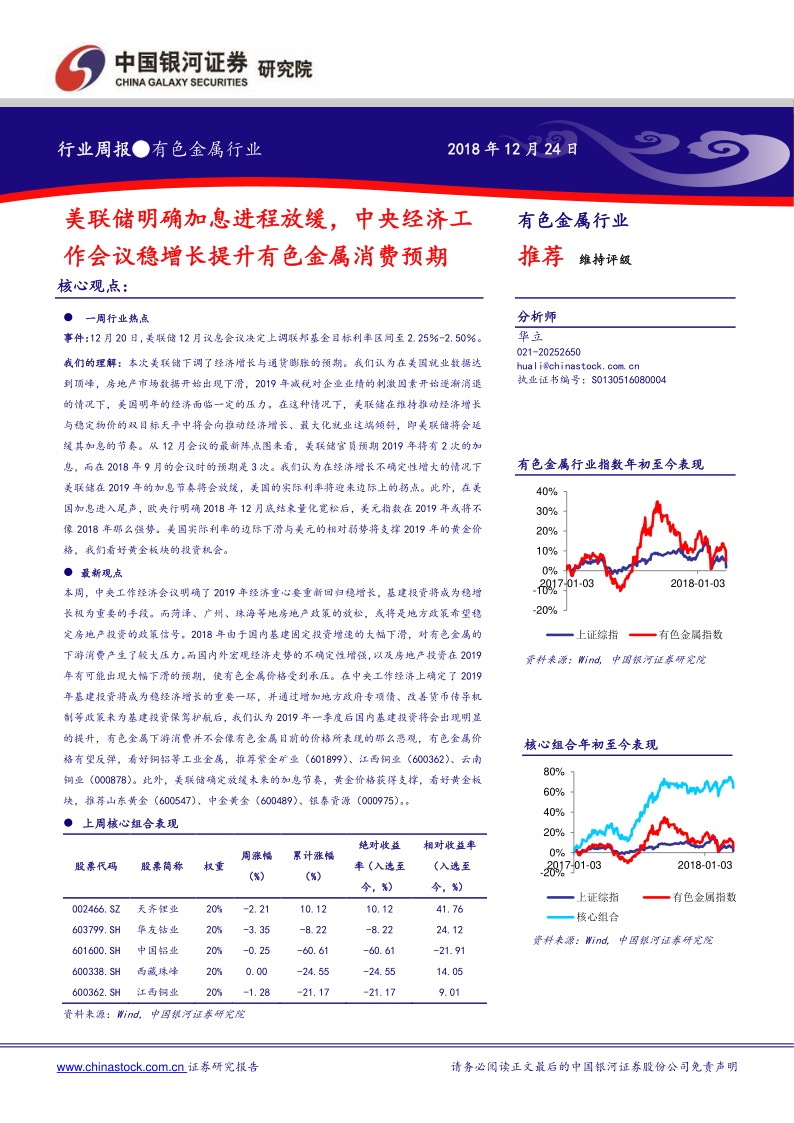 中国银河证券 研究院
CHINA GALAXY SECURITIES
行业周报●有色金属行业
2018 年 12 月 24 日
美联储明确加息进程放缓，中央经济工
作会议稳增长提升有色金属消费预期
核心观点：
● 一周行业热点
事件:12 月 20 日,美联储 12 月议息会议决定上调联邦基金目标利率区间至 2.25%-2.50%。
我们的理解：本次美联储下调了经济增长与通货膨胀的预期。我们认为在美国就业数据达
到顶峰，房地产市场数据开始出现下滑，2019 年减税对企业业绩的刺激因素开始逐渐消退
的情况下，美国明年的经济面临一定的压力。在这种情况下，美联储在维持推动经济增长
与稳定物价的双目标天平中将会向推动经济增长、最大化就业这端倾斜，即美联储将会延
缓其加息的节奏。从 12 月会议的最新阵点图来看，美联储官员预期 2019 年将有 2 次的加
息，而在 2018 年 9 月的会议时的预期是 3 次。我们认为在经济增长不确定性增大的情况下
美联储在 2019 年的加息节奏将会放缓，美国的实际利率将迎来边际上的拐点。此外，在美
国加息进入尾声，欧央行明确 2018 年 12 月底结束量化宽松后，美元指数在 2019 年或将不
像 2018 年那么强势。美国实际利率的边际下滑与美元的相对弱势将支撑 2019 年的黄金价
格，我们看好黄金板块的投资机会。
● 最新观点
本周，中央工作经济会议明确了 2019 年经济重心要重新回归稳增长，基建投资将成为稳增
长极为重要的手段。而菏泽、广州、珠海等地房地产政策的放松，或将是地方政策希望稳
定房地产投资的政策信号。2018 年由于国内基建固定投资增速的大幅下滑，对有色金属的
下游消费产生了较大压力。而国内外宏观经济走势的不确定性增强，以及房地产投资在 2019
年有可能出现大幅下滑的预期，使有色金属价格受到承压。在中央工作经济上确定了 2019
年基建投资将成为稳经济增长的重要一环，并通过增加地方政府专项债、改善货币传导机
制等政策来为基建投资保驾护航后，我们认为 2019 年一季度后国内基建投资将会出现明显
的提升，有色金属下游消费并不会像有色金属目前的价格所表现的那么悲观，有色金属价
格有望反弹，看好铜铝等工业金属，推荐紫金矿业（601899）、江西铜业（600362）、云南
铜业（000878）。此外，美联储确定放缓未来的加息节奏，黄金价格获得支撑，看好黄金板
块，推荐山东黄金（600547）、中金黄金（600489）、银泰资源（000975）。。
● 上周核心组合表现
股票代码 股票简称 权重 周涨幅（%） 累计涨幅（%） 绝对收益率（入选至今，%） 相对收益率（入选至今，%）
002466.SZ 天齐锂业 20% -2.21 10.12 10.12 41.76
603799.SH 华友钴业 20% -3.35 -8.22 -8.22 24.12
601600.SH 中国铝业 20% -0.25 -60.61 -60.61 -21.91
600338.SH 西藏珠峰 20% 0.00 -24.55 -24.55 14.05
600362.SH 江西铜业 20% -1.28 -21.17 -21.17 9.01
资料来源：Wind, 中国银河证券研究院
有色金属行业
推荐 维持评级
分析师
华立
021-20252650
huali@chinastock.com.cn
执业证书编号：S0130516080004
有色金属行业指数年初至今表现
40%
30%
20%
10%
0%
-10%
-20%
2017-01-03 2018-01-03
上证综指 有色金属指数
资料来源：Wind, 中国银河证券研究院
核心组合年初至今表现
80%
60%
40%
20%
0%
-20%
2017-01-03 2018-01-03
上证综指 有色金属指数
核心组合
资料来源：Wind, 中国银河证券研究院
www.chinastock.com.cn 证券研究报告
请务必阅读正文最后的中国银河证券股份公司免责声明